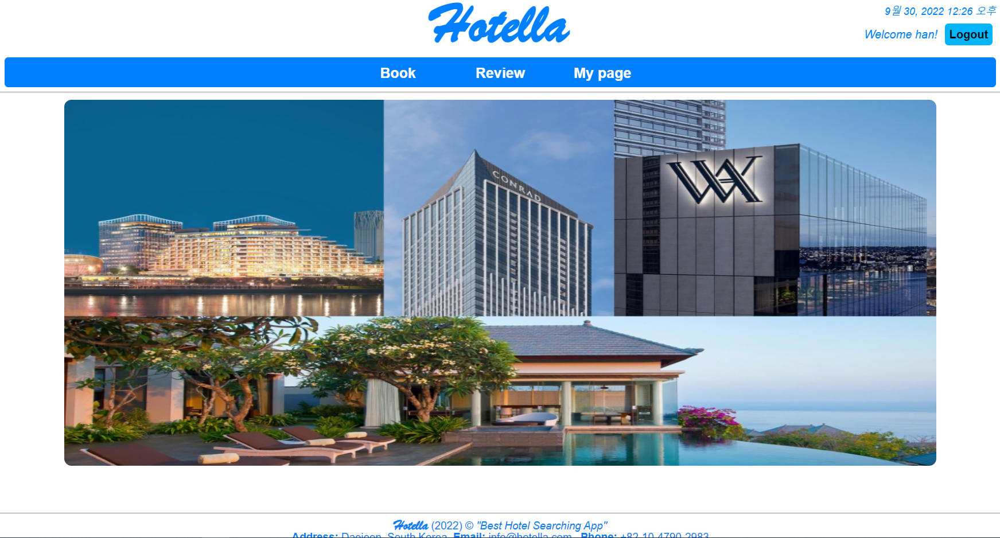 Hotella
9월 30, 2022 12:26 오후
Welcome han! Logout
Book Review My page
CONRAD
WA
Hotella (2022) © "Best Hotel Searching App"
Address: Daejeon, South Korea Email: info@hotella.com Phone: +82-10-4790-2983